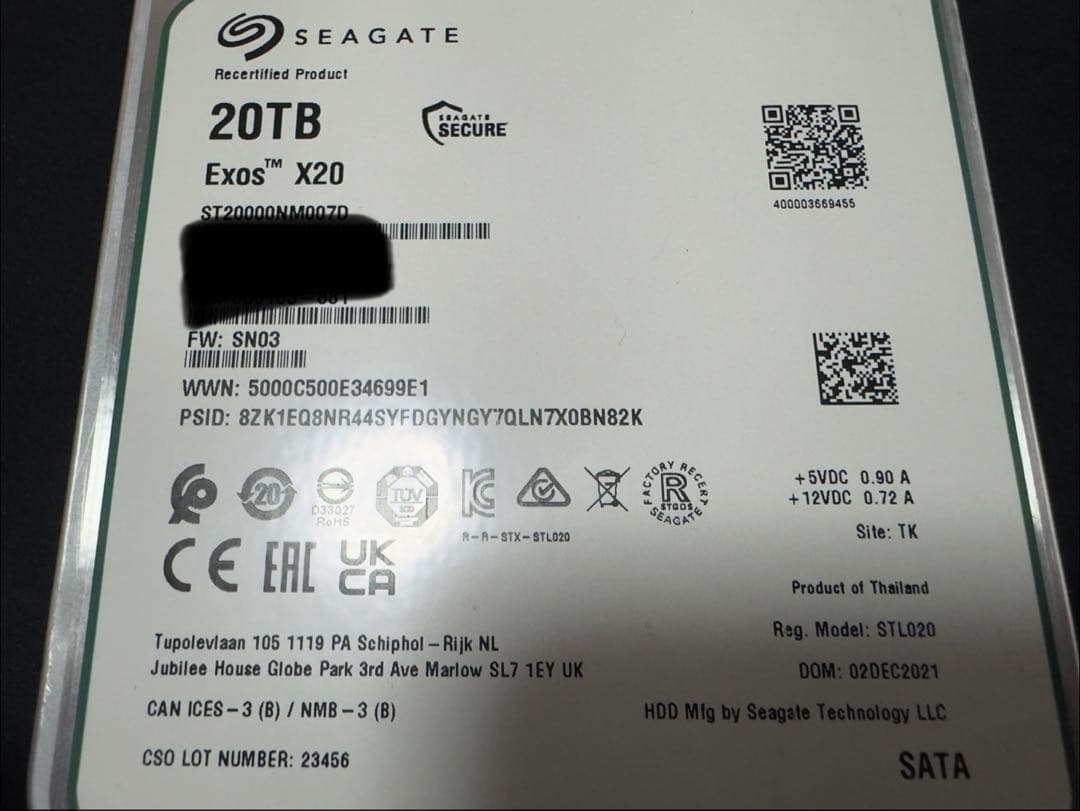 SEAGATE
Recertified Product
20TB
SEAGATE
SECURE
Exos™ X20
ST20000NM007D
400003669455
FW: SN03
WWN: 5000C500E34699E1
PSID: 8ZK1EQ8NR44SYFDGYNGY7QLN7X0BN82K
20
D33027
RoHS
TÜV
R-R-STX-STL020
FACTORY RECERT
R
SEAGATE
+5VDC 0.90 A
+12VDC 0.72 A
Site: TK
CE EAC UK
CA
Product of Thailand
Tupolevlaan 105 1119 PA Schiphol-Rijk NL
Reg. Model: STL020
Jubilee House Globe Park 3rd Ave Marlow SL7 1EY UK
DOM: 02DEC2021
CAN ICES-3 (B) / NMB-3 (B)
HDD Mfg by Seagate Technology LLC
CSO LOT NUMBER: 23456
SATA